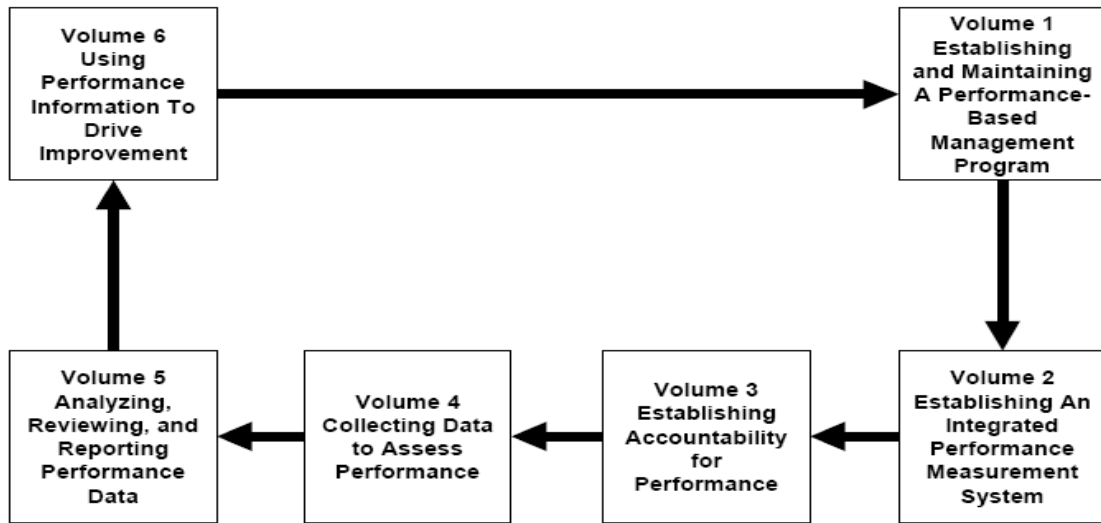 Volume 6
Using
Performance
Information To
Drive
Improvement
Volume 1
Establishing
and Maintaining
A Performance-
Based
Management
Program
Volume 5
Analyzing,
Reviewing, and
Reporting
Performance
Data
Volume 4
Collecting Data
to Assess
Performance
Volume 3
Establishing
Accountability
for
Performance
Volume 2
Establishing An
Integrated
Performance
Measurement
System